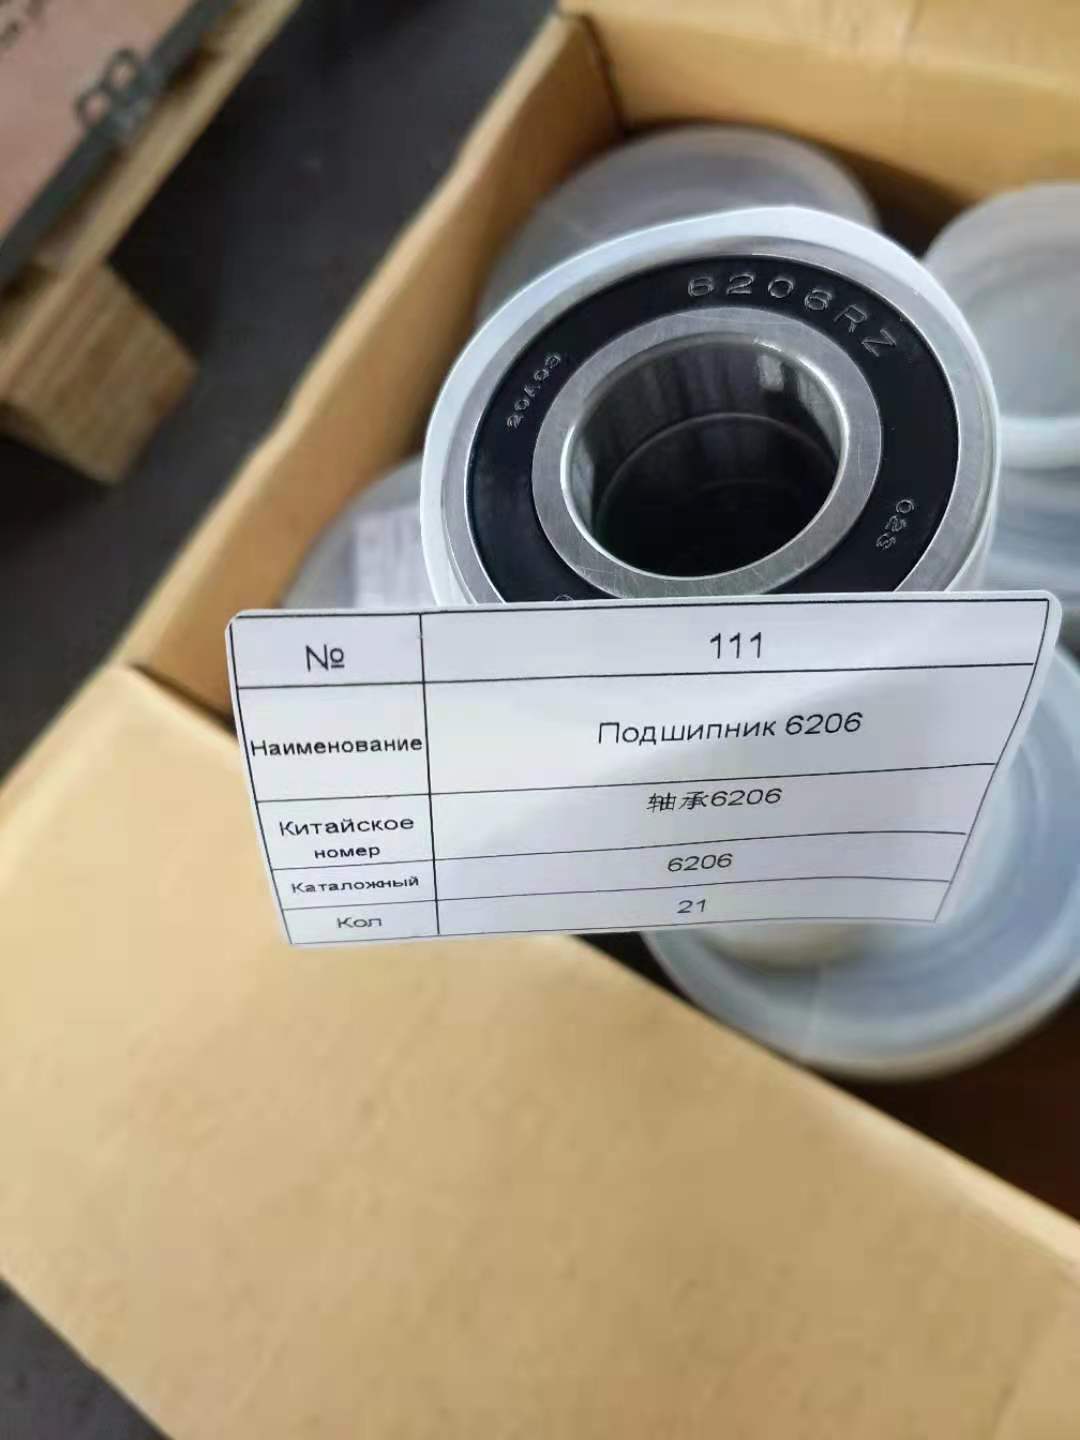 6206RZ
№ 111
Наименование Подшипник 6206
Китайское номер 轴承6206
Каталожный 6206
Кол 21